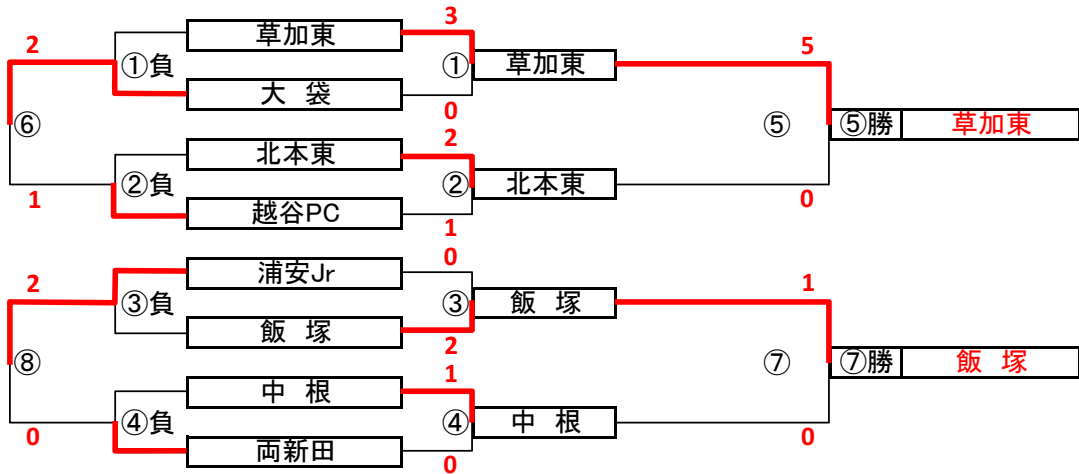 3
草加東
2
5
①負
①
草加東
大 袋
0
⑥
⑤
⑤勝 草加東
2
北本東
②負
②
北本東
1
0
越谷PC
1
0
浦安Jr
2
1
③負
③
飯 塚
飯 塚
2
⑧
⑦
⑦勝 飯 塚
1
中 根
④負
④
中 根
0
0
両新田
0